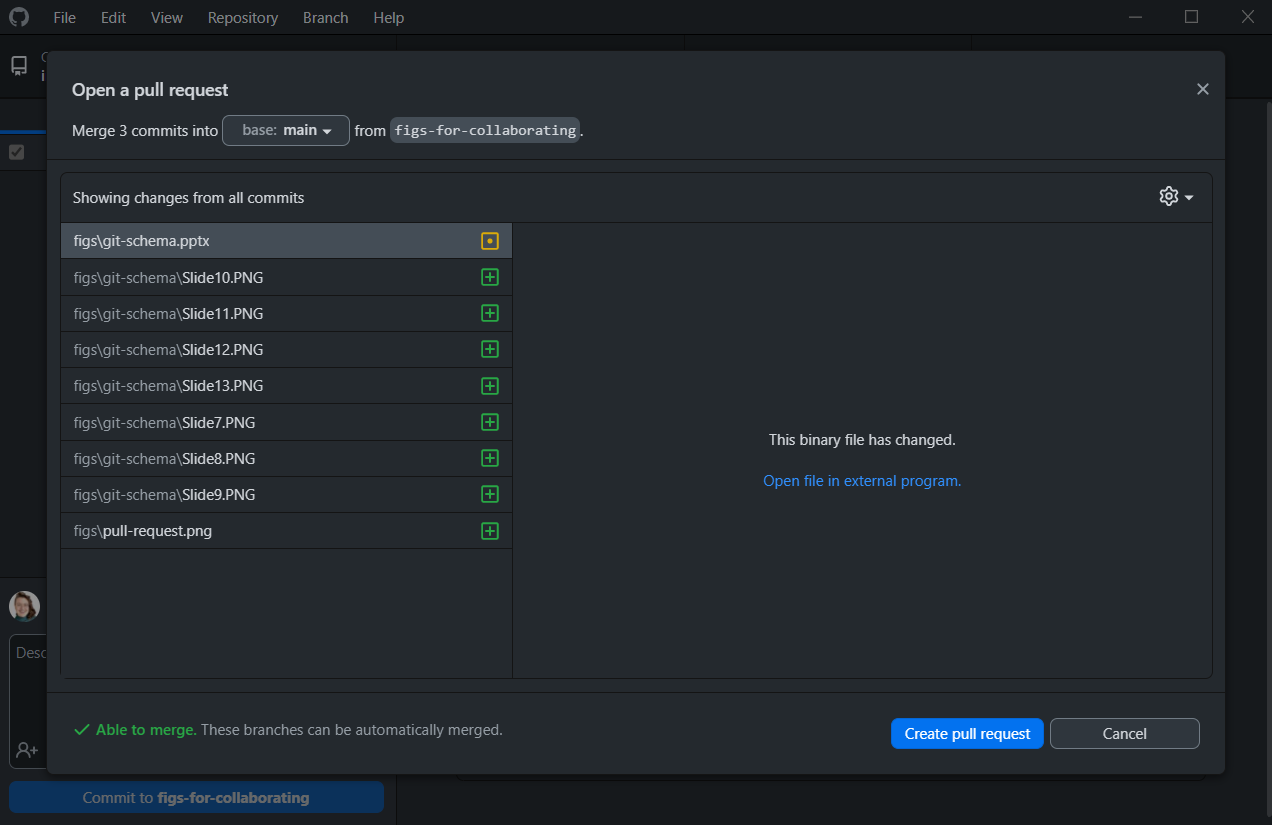 File Edit View Repository Branch Help
Open a pull request
Merge 3 commits into base: main from figs-for-collaborating.
Showing changes from all commits
figs\git-schema.pptx
figs\git-schema\Slide10.PNG
figs\git-schema\Slide11.PNG
figs\git-schema\Slide12.PNG
figs\git-schema\Slide13.PNG
figs\git-schema\Slide7.PNG
figs\git-schema\Slide8.PNG
figs\git-schema\Slide9.PNG
figs\pull-request.png
This binary file has changed.
Open file in external program.
Desc
Able to merge. These branches can be automatically merged.
Create pull request Cancel
Commit to figs-for-collaborating